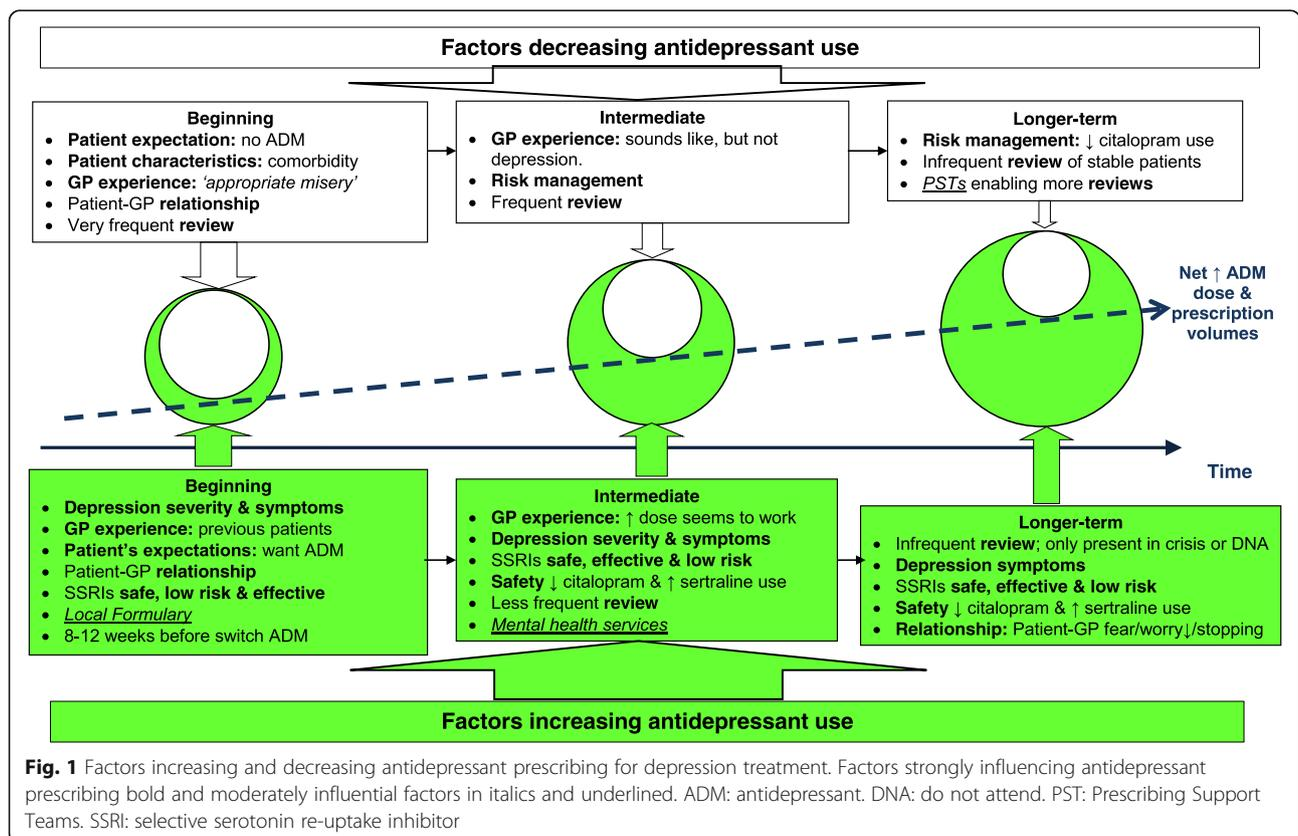 Factors decreasing antidepressant use
Beginning
• Patient expectation: no ADM
• Patient characteristics: comorbidity
• GP experience: ‘appropriate misery’
• Patient-GP relationship
• Very frequent review
Intermediate
• GP experience: sounds like, but not
depression.
• Risk management
• Frequent review
Longer-term
• Risk management: ↓ citalopram use
• Infrequent review of stable patients
• PSTs enabling more reviews
Net ↑ ADM
dose &
prescription
volumes
Time
Beginning
• Depression severity & symptoms
• GP experience: previous patients
• Patient’s expectations: want ADM
• Patient-GP relationship
• SSRIs safe, low risk & effective
• Local Formulary
• 8-12 weeks before switch ADM
Intermediate
• GP experience: ↑ dose seems to work
• Depression severity & symptoms
• SSRIs safe, effective & low risk
• Safety ↓ citalopram & ↑ sertraline use
• Less frequent review
• Mental health services
Longer-term
• Infrequent review; only present in crisis or DNA
• Depression symptoms
• SSRIs safe, effective & low risk
• Safety ↓ citalopram & ↑ sertraline use
• Relationship: Patient-GP fear/worry↓/stopping
Factors increasing antidepressant use
Fig. 1 Factors increasing and decreasing antidepressant prescribing for depression treatment. Factors strongly influencing antidepressant
prescribing bold and moderately influential factors in italics and underlined. ADM: antidepressant. DNA: do not attend. PST: Prescribing Support
Teams. SSRI: selective serotonin re-uptake inhibitor